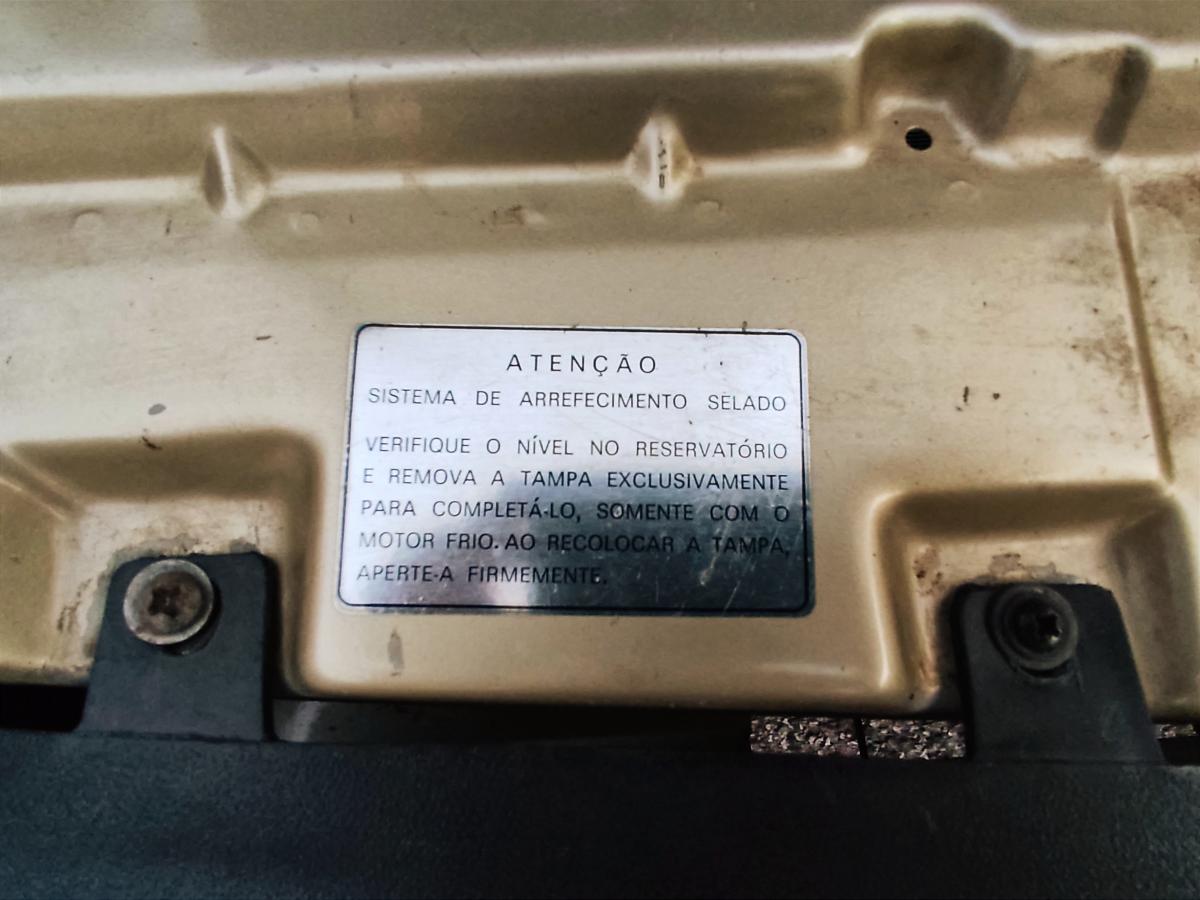 ATENÇÃO
SISTEMA DE ARREFECIMENTO SELADO
VERIFIQUE O NÍVEL NO RESERVATÓRIO
E REMOVA A TAMPA EXCLUSIVAMENTE
PARA COMPLETÁ-LO, SOMENTE COM O
MOTOR FRIO. AO RECOLOCAR A TAMPA,
APERTE-A FIRMEMENTE.